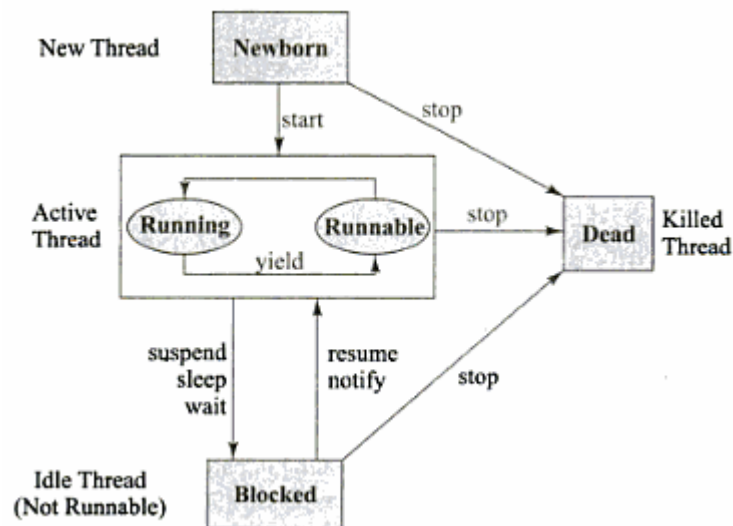 New Thread
Newborn
start
stop
Active
Thread
Running
Runnable
yield
stop
Dead
Killed
Thread
suspend
sleep
wait
resume
notify
stop
Idle Thread
(Not Runnable)
Blocked